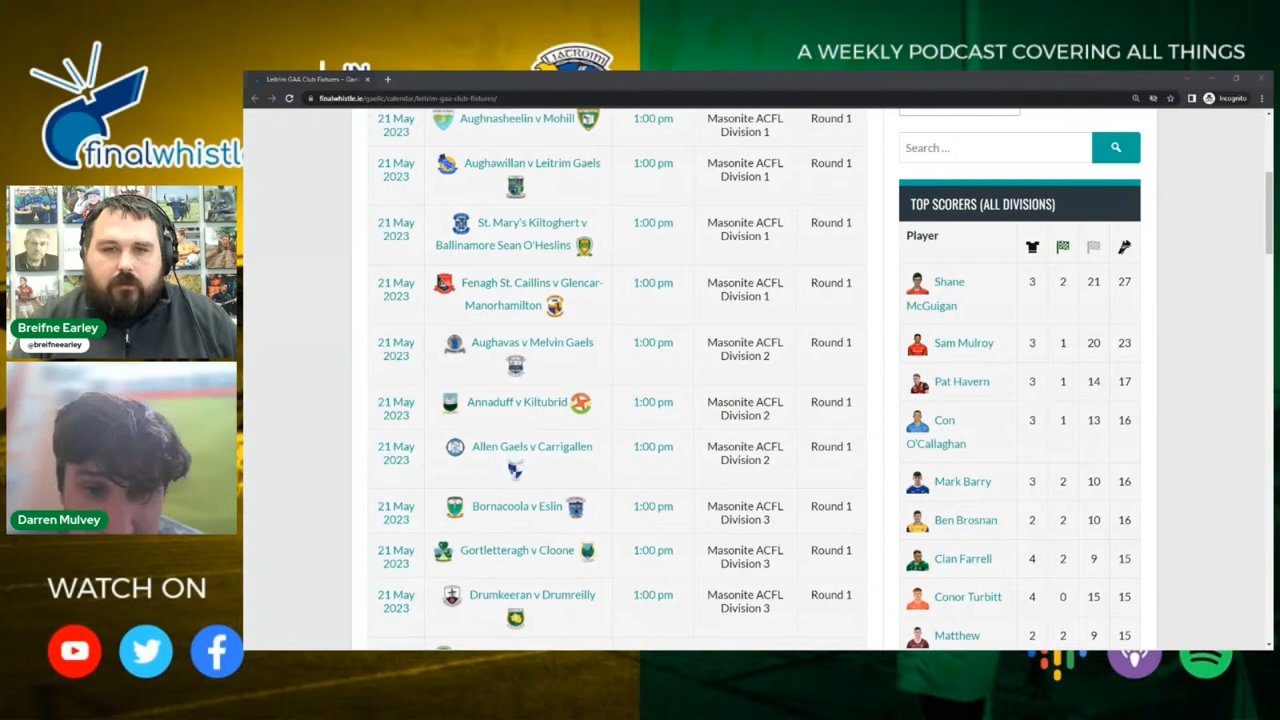 A WEEKLY PODCAST COVERING ALL THINGS
LEITRIM
finalwhistl
Leitrim GAA Club Fixtures – Gae
finalwhistle.ie/gaelic/calendar/leitrim-gaa-club-fixtures/
Incognito
21 May 2023 Aughnasheelin v Mohill 1:00 pm Masonite ACFL Division 1 Round 1
21 May 2023 Aughawillan v Leitrim Gaels 1:00 pm Masonite ACFL Division 1 Round 1
21 May 2023 St. Mary's Kiltoghert v Ballinamore Sean O'Heslins 1:00 pm Masonite ACFL Division 1 Round 1
21 May 2023 Fenagh St. Caillins v Glencar-Manorhamilton 1:00 pm Masonite ACFL Division 1 Round 1
21 May 2023 Aughavas v Melvin Gaels 1:00 pm Masonite ACFL Division 2 Round 1
21 May 2023 Annaduff v Kiltubrid 1:00 pm Masonite ACFL Division 2 Round 1
21 May 2023 Allen Gaels v Carrigallen 1:00 pm Masonite ACFL Division 2 Round 1
21 May 2023 Bornacoola v Eslin 1:00 pm Masonite ACFL Division 3 Round 1
21 May 2023 Gortletteragh v Cloone 1:00 pm Masonite ACFL Division 3 Round 1
21 May 2023 Drumkeeran v Drumreilly 1:00 pm Masonite ACFL Division 3 Round 1
Search ...
TOP SCORERS (ALL DIVISIONS)
Player
Shane McGuigan 3 2 21 27
Sam Mulroy 3 1 20 23
Pat Havern 3 1 14 17
Con O'Callaghan 3 1 13 16
Mark Barry 3 2 10 16
Ben Brosnan 2 2 10 16
Cian Farrell 4 2 9 15
Conor Turbitt 4 0 15 15
Matthew 2 2 9 15
Breifne Earley
@breifneearley
Darren Mulvey
WATCH ON